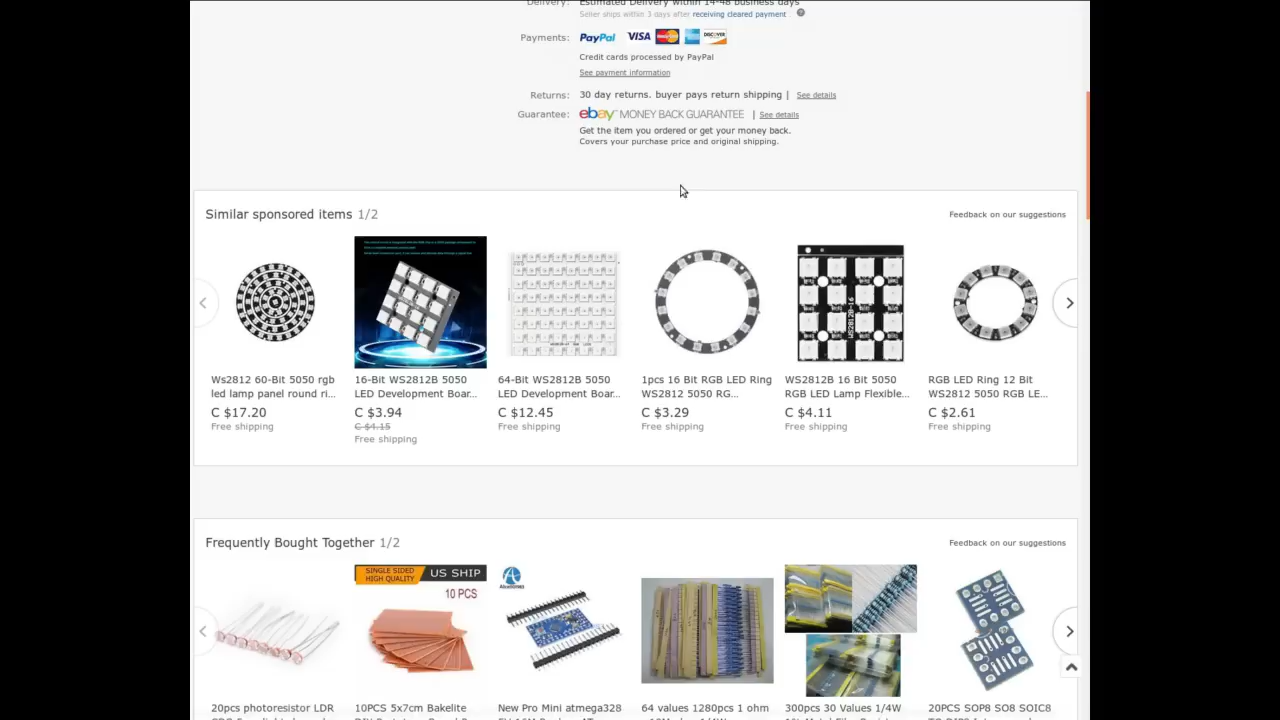 Delivery: Estimated Delivery within 14-48 business days
Seller ships within 3 days after receiving cleared payment
Payments: PayPal VISA MasterCard DISCOVER
Credit cards processed by PayPal
See payment information
Returns: 30 day returns. buyer pays return shipping | See details
Guarantee: ebay MONEY BACK GUARANTEE | See details
Get the item you ordered or get your money back.
Covers your purchase price and original shipping.
Similar sponsored items 1/2
Feedback on our suggestions
WS2812B-16
Ws2812 60-Bit 5050 rgb
led lamp panel round ri...
C $17.20
Free shipping
16-Bit WS2812B 5050
LED Development Boar...
C $3.94
C $4.15
Free shipping
64-Bit WS2812B 5050
LED Development Boar...
C $12.45
Free shipping
1pcs 16 Bit RGB LED Ring
WS2812 5050 RG...
C $3.29
Free shipping
WS2812B 16 Bit 5050
RGB LED Lamp Flexible...
C $4.11
Free shipping
RGB LED Ring 12 Bit
WS2812 5050 RGB LE...
C $2.61
Free shipping
Frequently Bought Together 1/2
Feedback on our suggestions
SINGLE SIDED
HIGH QUALITY
US SHIP
10 PCS
20pcs photoresistor LDR
10PCS 5x7cm Bakelite
New Pro Mini atmega328
64 values 1280pcs 1 ohm
300pcs 30 Values 1/4W
20PCS SOP8 SO8 SOIC8